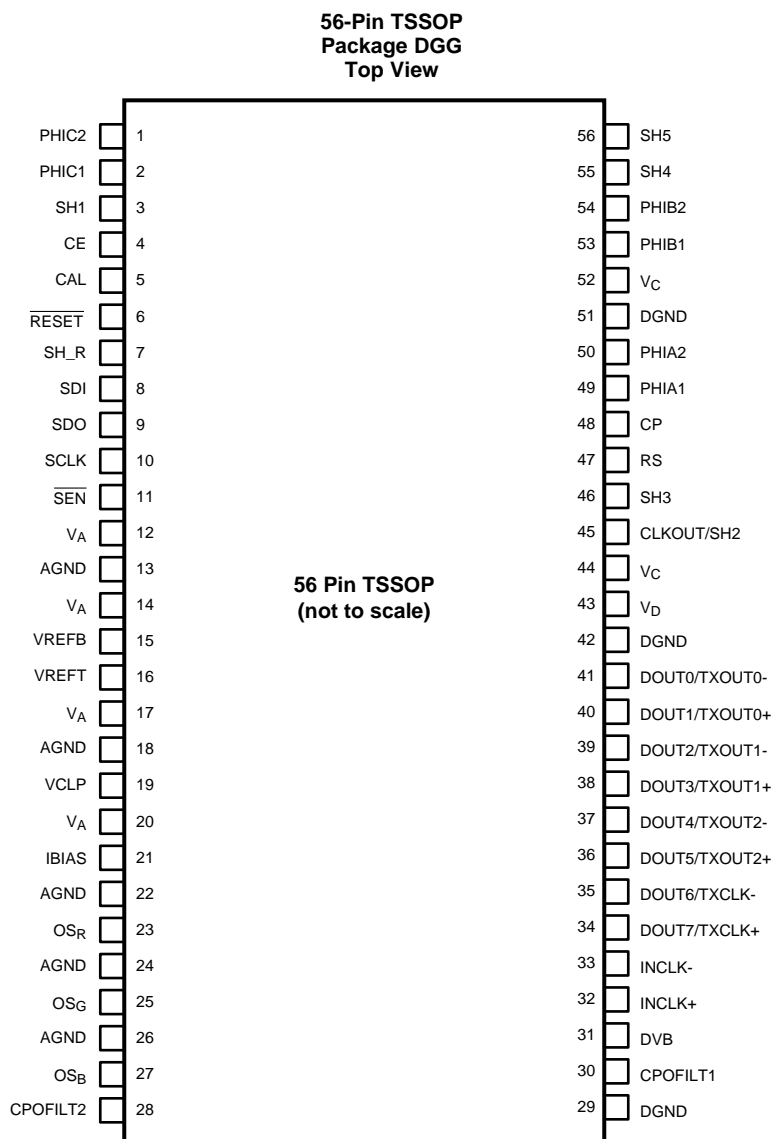 56-Pin TSSOP
Package DGG
Top View
PHIC2 1 56 SH5
PHIC1 2 55 SH4
SH1 3 54 PHIB2
CE 4 53 PHIB1
CAL 5 52 VC
RESET 6 51 DGND
SH_R 7 50 PHIA2
SDI 8 49 PHIA1
SDO 9 48 CP
SCLK 10 47 RS
SEN 11 46 SH3
VA 12 45 CLKOUT/SH2
AGND 13 44 VC
56 Pin TSSOP
(not to scale)
VA 14 43 VD
VREFB 15 42 DGND
VREFT 16 41 DOUT0/TXOUT0-
VA 17 40 DOUT1/TXOUT0+
AGND 18 39 DOUT2/TXOUT1-
VCLP 19 38 DOUT3/TXOUT1+
VA 20 37 DOUT4/TXOUT2-
IBIAS 21 36 DOUT5/TXOUT2+
AGND 22 35 DOUT6/TXCLK-
OSR 23 34 DOUT7/TXCLK+
AGND 24 33 INCLK-
OSG 25 32 INCLK+
AGND 26 31 DVB
OSB 27 30 CPOFILT1
CPOFILT2 28 29 DGND